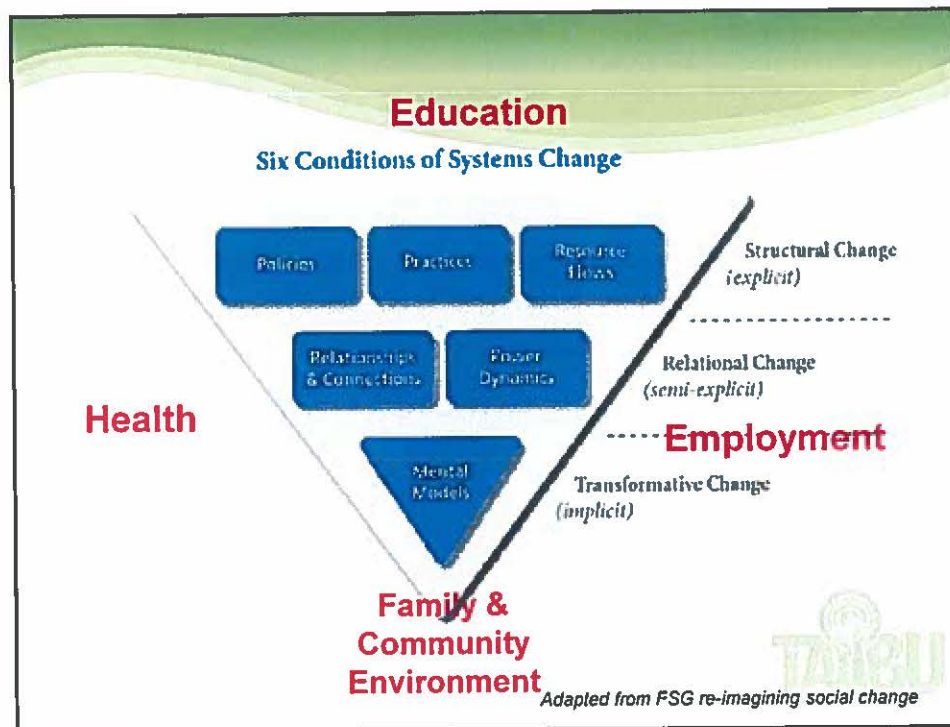 Education
Six Conditions of Systems Change
Policies
Practices
Resource
Flows
Structural Change
(explicit)
Relationships
& Connections
Power
Dynamics
Relational Change
(semi-explicit)
Health
Employment
Mental
Models
Transformative Change
(implicit)
Family &
Community
Environment
Adapted from FSG re-imagining social change